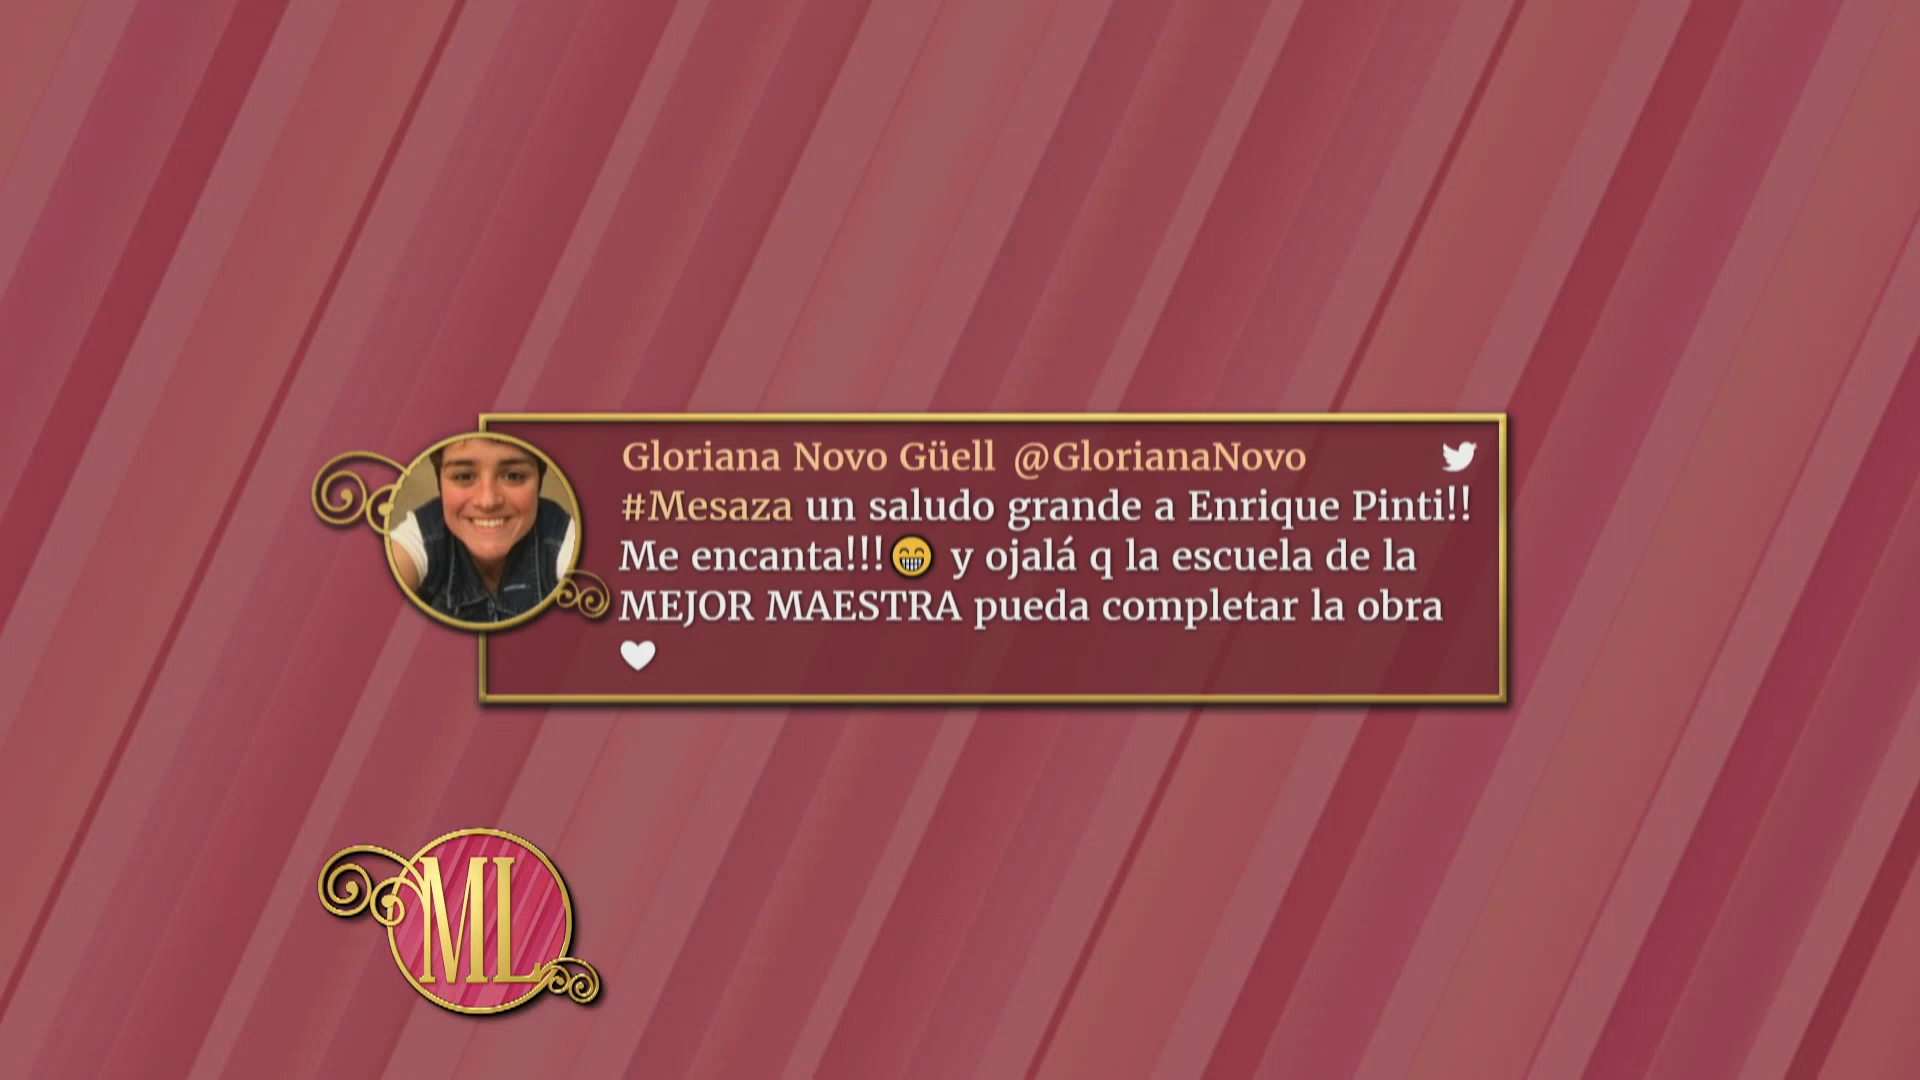 Gloriana Novo Güell @GlorianaNovo
#Mesaza un saludo grande a Enrique Pinti!!
Me encanta!!!😁 y ojalá q la escuela de la
MEJOR MAESTRA pueda completar la obra
🤍
ML